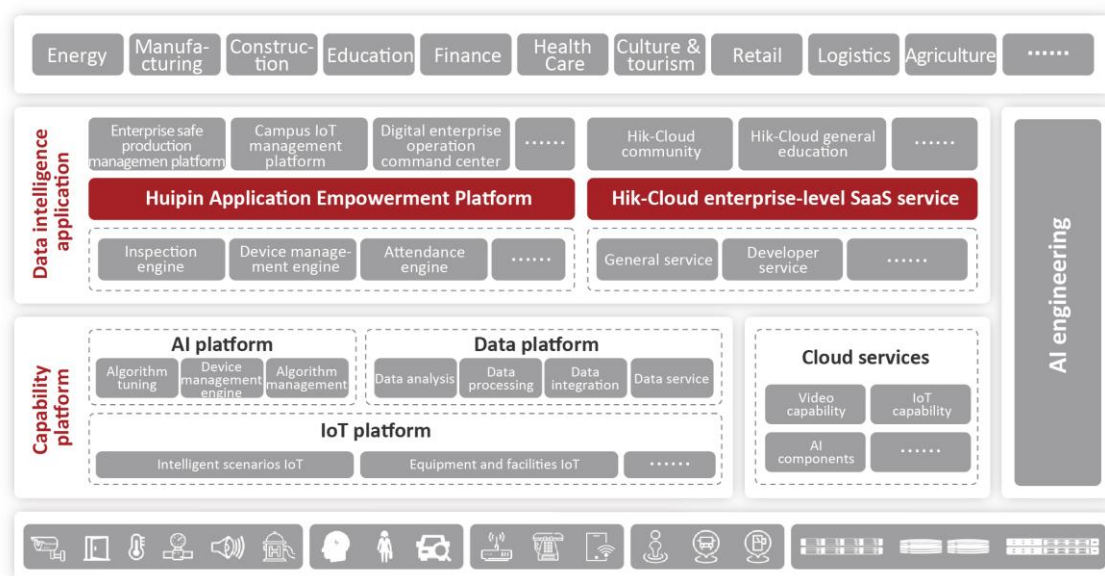 Energy
Manufa-
cturing
Construc-
tion
Education
Finance
Health
Care
Culture &
tourism
Retail
Logistics
Agriculture
······
Data intelligence
application
Enterprise safe
production
managemen platform
Campus IoT
management
platform
Digital enterprise
operation
command center
······
Hik-Cloud
community
Hik-Cloud general
education
······
Huipin Application Empowerment Platform
Hik-Cloud enterprise-level SaaS service
Inspection
engine
Device manage-
ment engine
Attendance
engine
······
General service
Developer
service
······
AI engineering
Capability
platform
AI platform
Algorithm
tuning
Device
management
engine
Algorithm
management
Data platform
Data analysis
Data
processing
Data
integration
Data service
IoT platform
Intelligent scenarios IoT
Equipment and facilities IoT
······
Cloud services
Video
capability
IoT
capability
AI
components
······